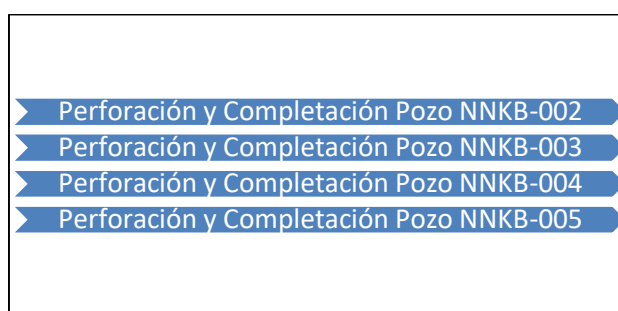 Perforación y Completación Pozo NNKB-002
Perforación y Completación Pozo NNKB-003
Perforación y Completación Pozo NNKB-004
Perforación y Completación Pozo NNKB-005